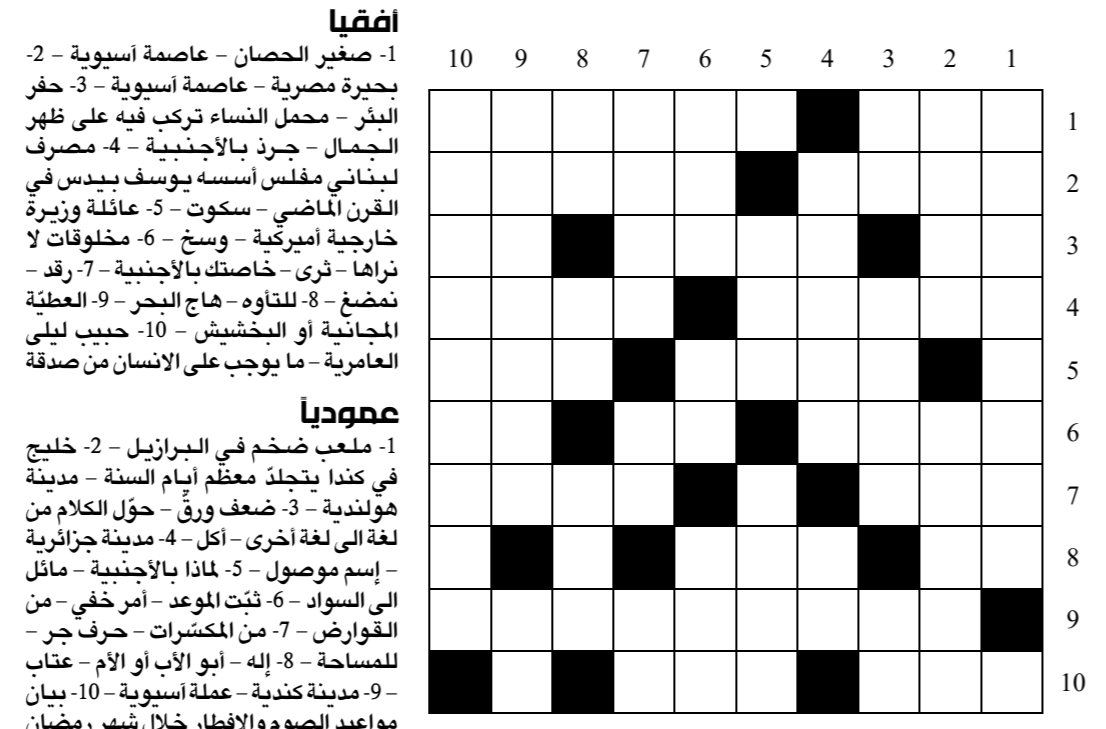 أفقيا
1- صغير الحصان – عاصمة آسيوية – 2-
بحيرة مصرية – عاصمة آسيوية – 3- حفر
البئر – محمل النساء تركب فيه على ظهر
الجمال – جرذ بالأجنبية – 4- مصرف
لبناني مفلس أسسه يوسف بيدس في
القرن الماضي – سكوت – 5- عائلة وزيرة
خارجية أميركية – وسخ – 6- مخلوقات لا
نراها – ثرى – خاصتك بالأجنبية – 7- رقد –
نمضغ – 8- للتأوه – هاج البحر – 9- العطيّة
المجانية أو البخشيش – 10- حبيب ليلى
العامرية – ما يوجب على الانسان من صدقة
عمودياً
1- ملعب ضخم في البرازيل – 2- خليج
في كندا يتجلدّ معظم أيام السنة – مدينة
هولندية – 3- ضعف ورقّ – حوّل الكلام من
لغة الى لغة أخرى – أكل – 4- مدينة جزائرية
– إسم موصول – 5- لماذا بالأجنبية – مائل
الى السواد – 6- ثبّت الموعد – أمر خفي – من
القوارض – 7- من المكسّرات – حرف جر –
للمساحة – 8- إله – أبو الأب أو الأم – عتاب
– 9- مدينة كندية – عملة آسيوية – 10- بيان
مواعيد الصوم والافطار خلال شهر رمضان
10 9 8 7 6 5 4 3 2 1
1
2
3
4
5
6
7
8
9
10